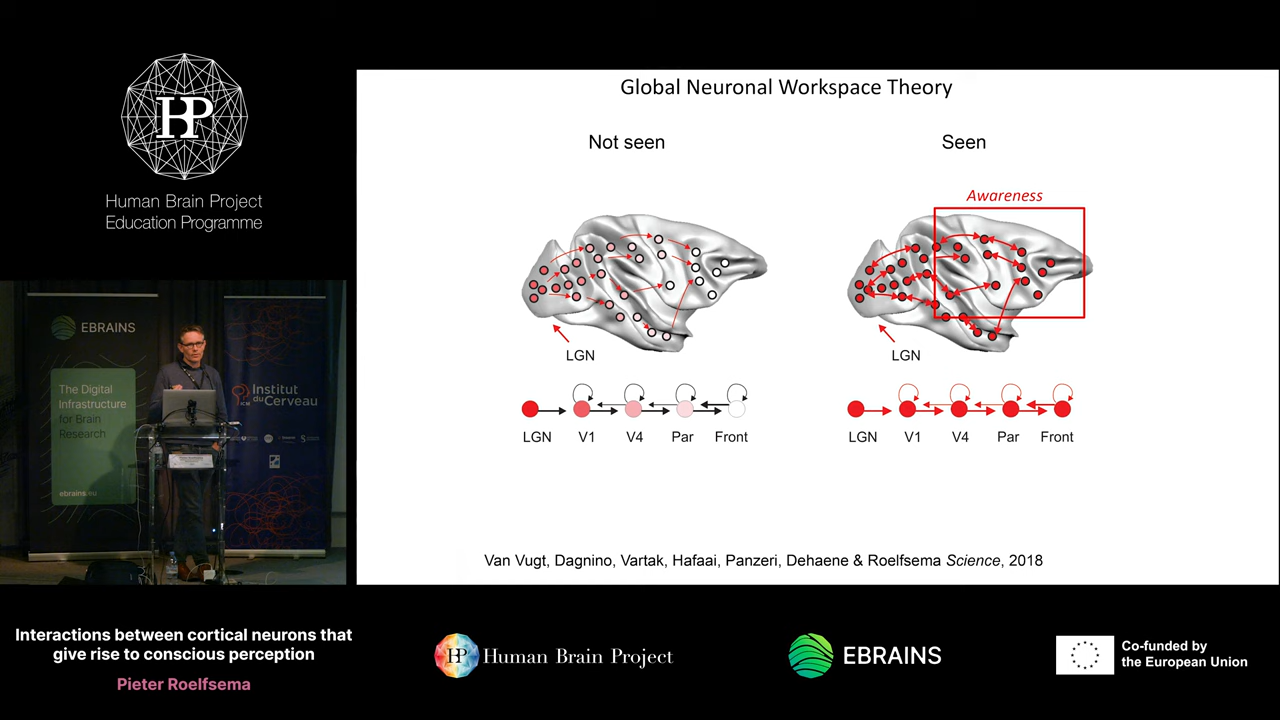 HP
Human Brain Project
Education Programme
EBRAINS
The Digital
Infrastructure
for Brain
Research
ebrains.eu
Institut
du Cerveau
ICM
Global Neuronal Workspace Theory
Not seen
Seen
Awareness
LGN
LGN
LGN V1 V4 Par Front
LGN V1 V4 Par Front
Van Vugt, Dagnino, Vartak, Hafaai, Panzeri, Dehaene & Roelfsema Science, 2018
Interactions between cortical neurons that
give rise to conscious perception
Pieter Roelfsema
HP Human Brain Project
EBRAINS
Co-funded by
the European Union